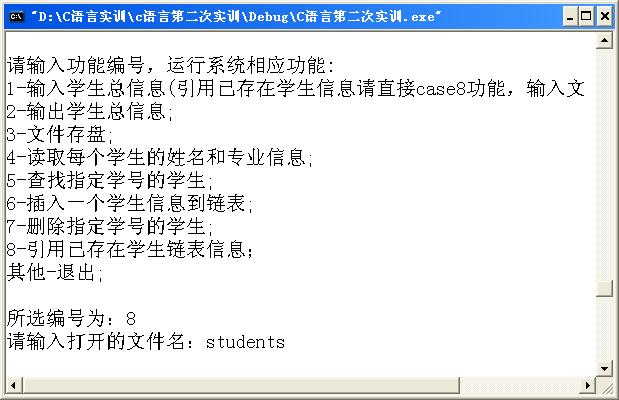 "D:\C语言实训\c语言第二次实训\Debug\C语言第二次实训.exe"
请输入功能编号，运行系统相应功能:
1-输入学生总信息(引用已存在学生信息请直接case8功能，输入文
2-输出学生总信息;
3-文件存盘;
4-读取每个学生的姓名和专业信息;
5-查找指定学号的学生;
6-插入一个学生信息到链表;
7-删除指定学号的学生;
8-引用已存在学生链表信息；
其他-退出;
所选编号为：8
请输入打开的文件名：students